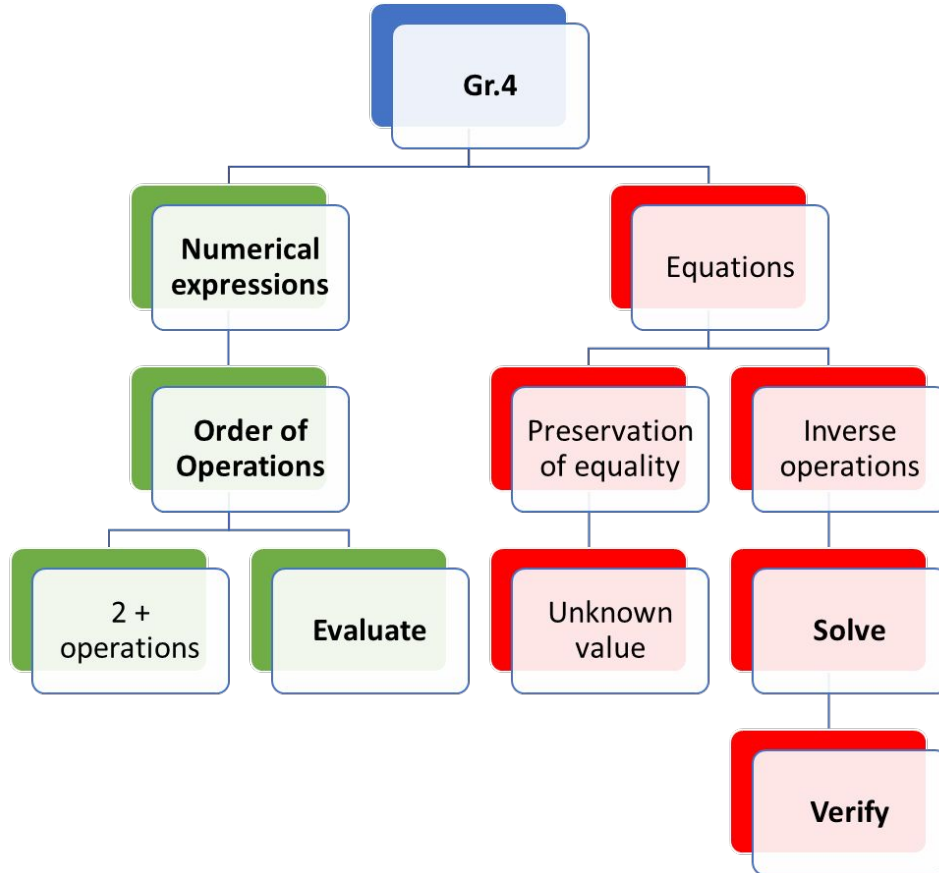 Gr.4
Numerical
expressions
Equations
Order of
Operations
Preservation
of equality
Inverse
operations
2 +
operations
Evaluate
Unknown
value
Solve
Verify